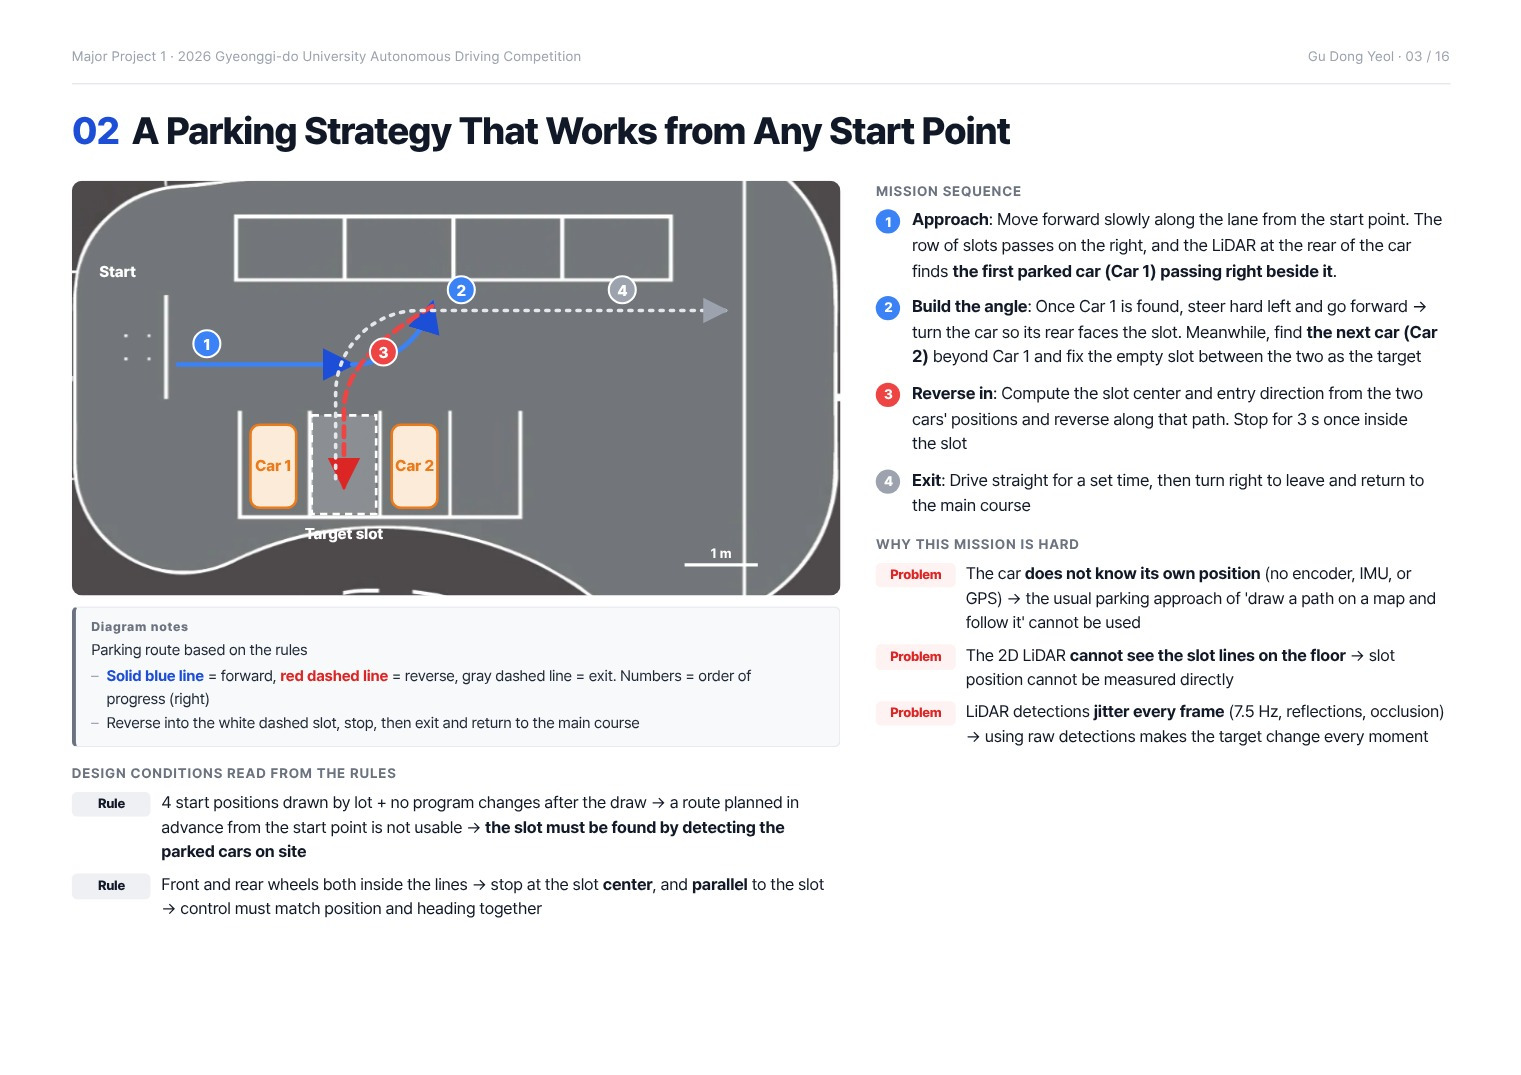 Major Project 1 · 2026 Gyeonggi-do University Autonomous Driving Competition
Gu Dong Yeol · 03 / 16
02 A Parking Strategy That Works from Any Start Point
Start
1
2
3
4
Car 1
Car 2
Target slot
1 m
Diagram notes
Parking route based on the rules
– Solid blue line = forward, red dashed line = reverse, gray dashed line = exit. Numbers = order of
progress (right)
– Reverse into the white dashed slot, stop, then exit and return to the main course
DESIGN CONDITIONS READ FROM THE RULES
Rule 4 start positions drawn by lot + no program changes after the draw → a route planned in
advance from the start point is not usable → the slot must be found by detecting the
parked cars on site
Rule Front and rear wheels both inside the lines → stop at the slot center, and parallel to the slot
→ control must match position and heading together
MISSION SEQUENCE
1 Approach: Move forward slowly along the lane from the start point. The
row of slots passes on the right, and the LiDAR at the rear of the car
finds the first parked car (Car 1) passing right beside it.
2 Build the angle: Once Car 1 is found, steer hard left and go forward →
turn the car so its rear faces the slot. Meanwhile, find the next car (Car
2) beyond Car 1 and fix the empty slot between the two as the target
3 Reverse in: Compute the slot center and entry direction from the two
cars' positions and reverse along that path. Stop for 3 s once inside
the slot
4 Exit: Drive straight for a set time, then turn right to leave and return to
the main course
WHY THIS MISSION IS HARD
Problem The car does not know its own position (no encoder, IMU, or
GPS) → the usual parking approach of 'draw a path on a map and
follow it' cannot be used
Problem The 2D LiDAR cannot see the slot lines on the floor → slot
position cannot be measured directly
Problem LiDAR detections jitter every frame (7.5 Hz, reflections, occlusion)
→ using raw detections makes the target change every moment